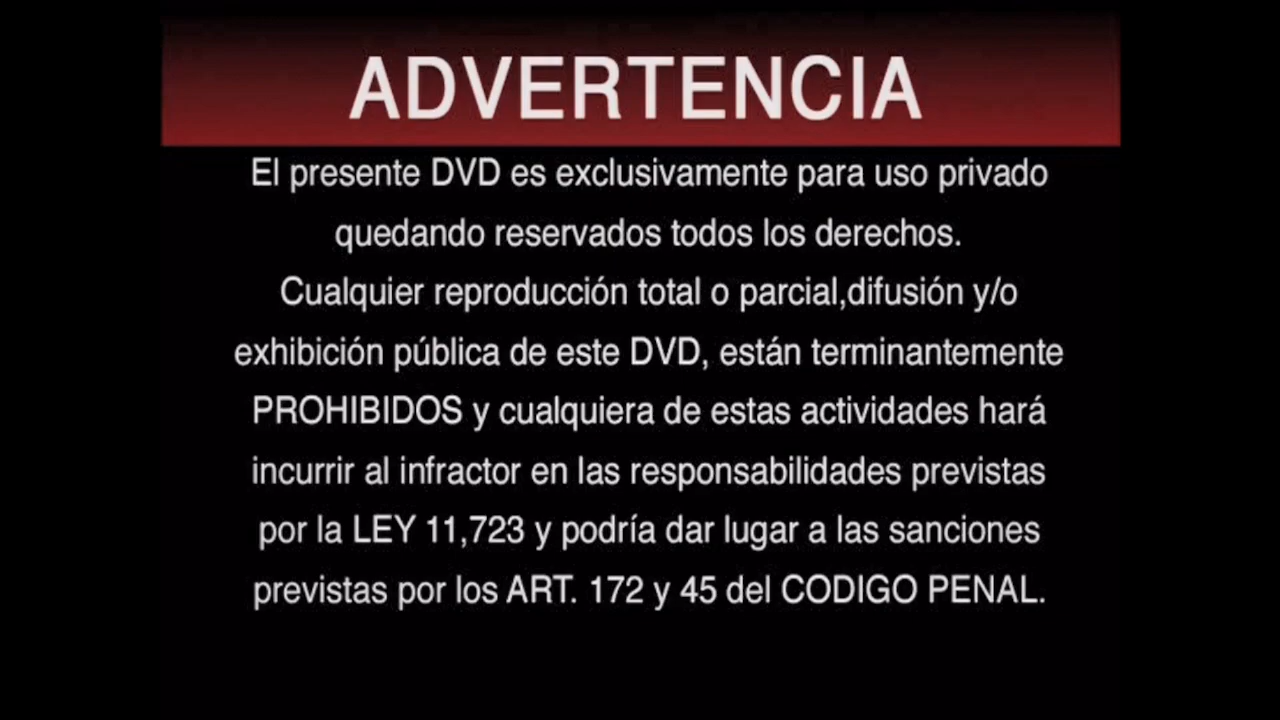 ADVERTENCIA
El presente DVD es exclusivamente para uso privado
quedando reservados todos los derechos.
Cualquier reproducción total o parcial,difusión y/o
exhibición pública de este DVD, están terminantemente
PROHIBIDOS y cualquiera de estas actividades hará
incurrir al infractor en las responsabilidades previstas
por la LEY 11,723 y podría dar lugar a las sanciones
previstas por los ART. 172 y 45 del CODIGO PENAL.